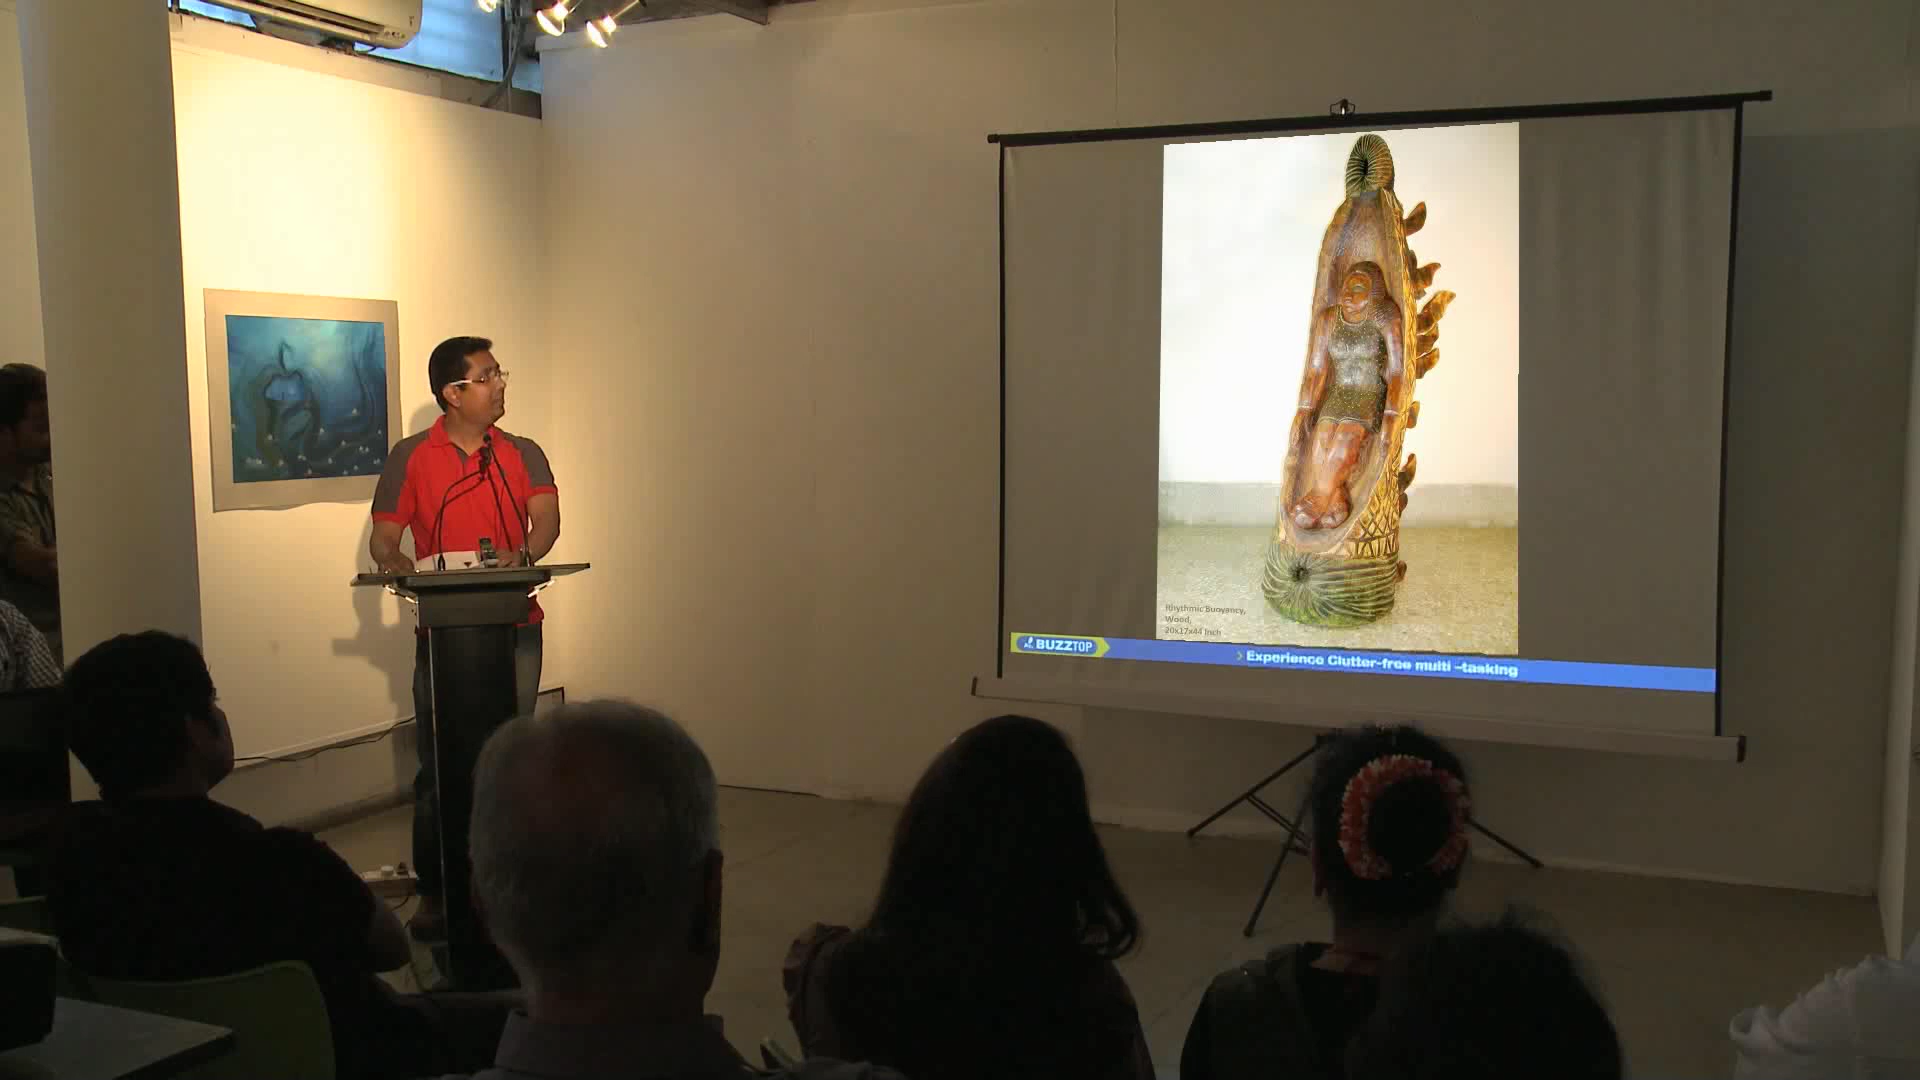 Rhythmic Buoyancy,
Wood,
20x17x44 Inch
BUZZTOP
> Experience Clutter-free multi –tasking